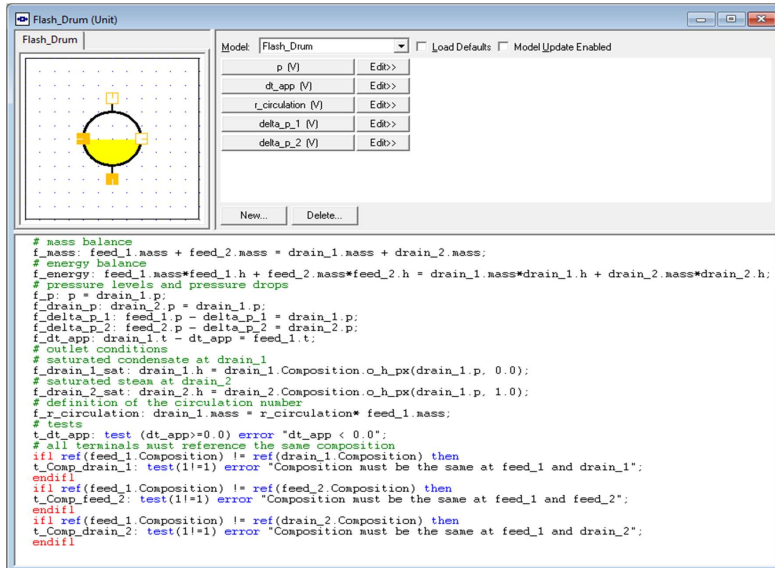 Flash_Drum (Unit)
Flash_Drum
Model: Flash_Drum Load Defaults Model Update Enabled
p (V) Edit>>
dt_app (V) Edit>>
r_circulation (V) Edit>>
delta_p_1 (V) Edit>>
delta_p_2 (V) Edit>>
New... Delete...
# mass balance
f_mass: feed_1.mass + feed_2.mass = drain_1.mass + drain_2.mass;
# energy balance
f_energy: feed_1.mass*feed_1.h + feed_2.mass*feed_2.h = drain_1.mass*drain_1.h + drain_2.mass*drain_2.h;
# pressure levels and pressure drops
f_p: p = drain_1.p;
f_drain_p: drain_2.p = drain_1.p;
f_delta_p_1: feed_1.p - delta_p_1 = drain_1.p;
f_delta_p_2: feed_2.p - delta_p_2 = drain_2.p;
f_dt_app: drain_1.t - dt_app = feed_1.t;
# outlet conditions
# saturated condensate at drain_1
f_drain_1_sat: drain_1.h = drain_1.Composition.o_h_px(drain_1.p, 0.0);
# saturated steam at drain_2
f_drain_2_sat: drain_2.h = drain_2.Composition.o_h_px(drain_1.p, 1.0);
# definition of the circulation number
f_r_circulation: drain_1.mass = r_circulation* feed_1.mass;
# tests
t_dt_app: test (dt_app>=0.0) error "dt_app < 0.0";
# all terminals must reference the same composition
ifl ref(feed_1.Composition) != ref(drain_1.Composition) then
t_Comp_drain_1: test(1!=1) error "Composition must be the same at feed_1 and drain_1";
endifl
ifl ref(feed_1.Composition) != ref(feed_2.Composition) then
t_Comp_feed_2: test(1!=1) error "Composition must be the same at feed_1 and feed_2";
endifl
ifl ref(feed_1.Composition) != ref(drain_2.Composition) then
t_Comp_drain_2: test(1!=1) error "Composition must be the same at feed_1 and drain_2";
endifl